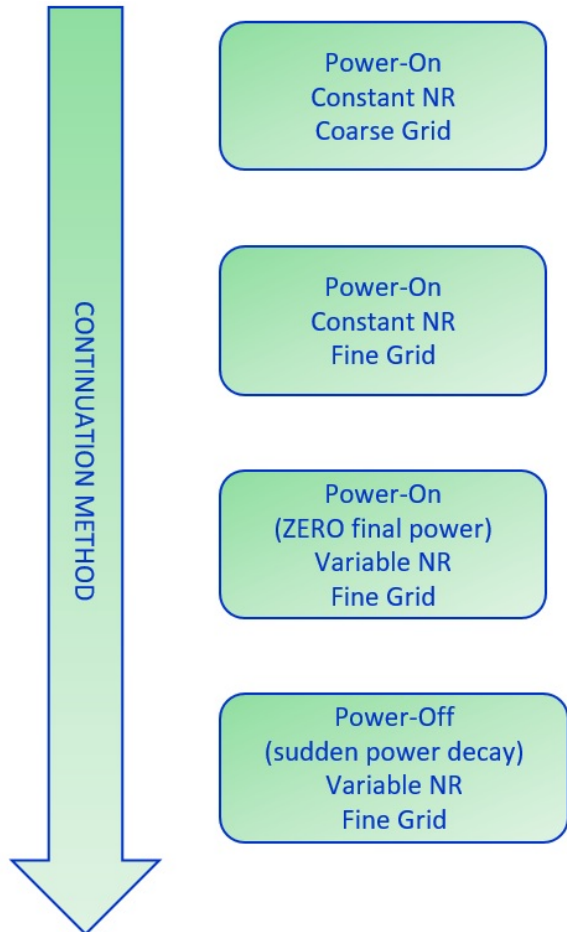 CONTINUATION METHOD
Power-On
Constant NR
Coarse Grid
Power-On
Constant NR
Fine Grid
Power-On
(ZERO final power)
Variable NR
Fine Grid
Power-Off
(sudden power decay)
Variable NR
Fine Grid